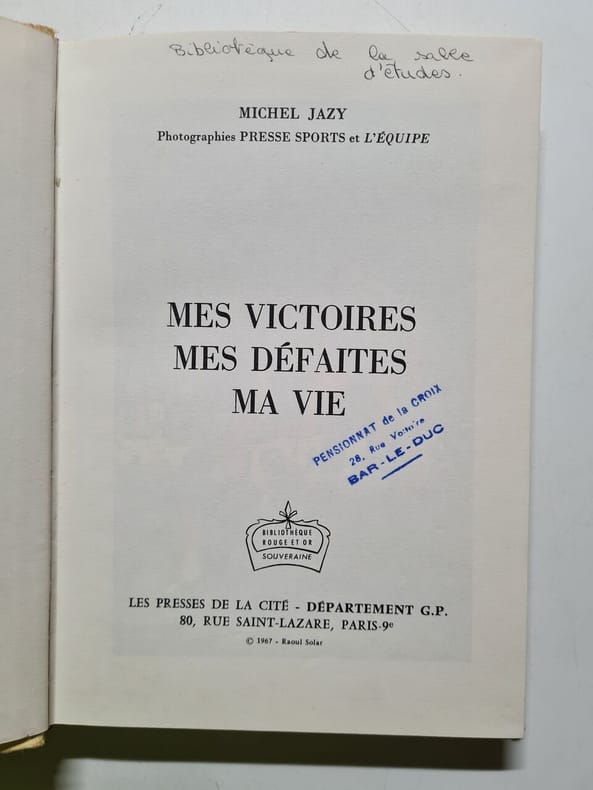 Bibliotèque de la salle
d'études.
MICHEL JAZY
Photographies PRESSE SPORTS et L'ÉQUIPE
MES VICTOIRES
MES DÉFAITES
MA VIE
PENSIONNAT de la CROIX
28, Rue Voltaire
BAR-LE-DUC
BIBLIOTHÈQUE
ROUGE ET OR
SOUVERAINE
LES PRESSES DE LA CITÉ - DÉPARTEMENT G.P.
80, RUE SAINT-LAZARE, PARIS-9e
© 1967 - Raoul Solar